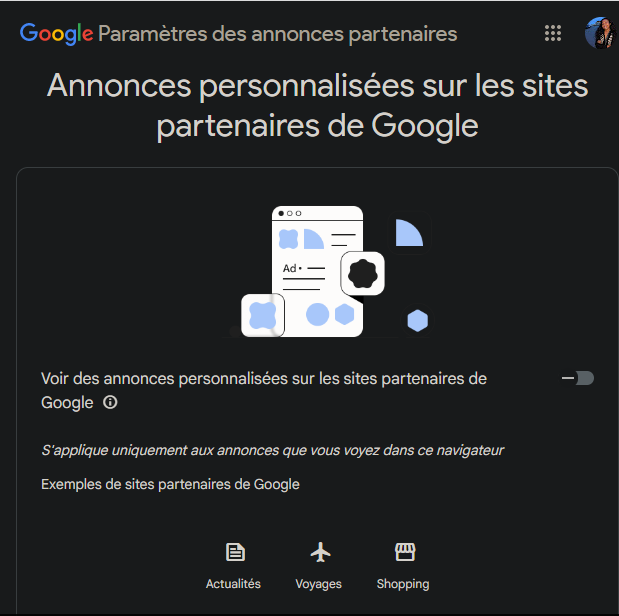 Google Paramètres des annonces partenaires
Annonces personnalisées sur les sites
partenaires de Google
Ad
Voir des annonces personnalisées sur les sites partenaires de
Google
S'applique uniquement aux annonces que vous voyez dans ce navigateur
Exemples de sites partenaires de Google
Actualités Voyages Shopping